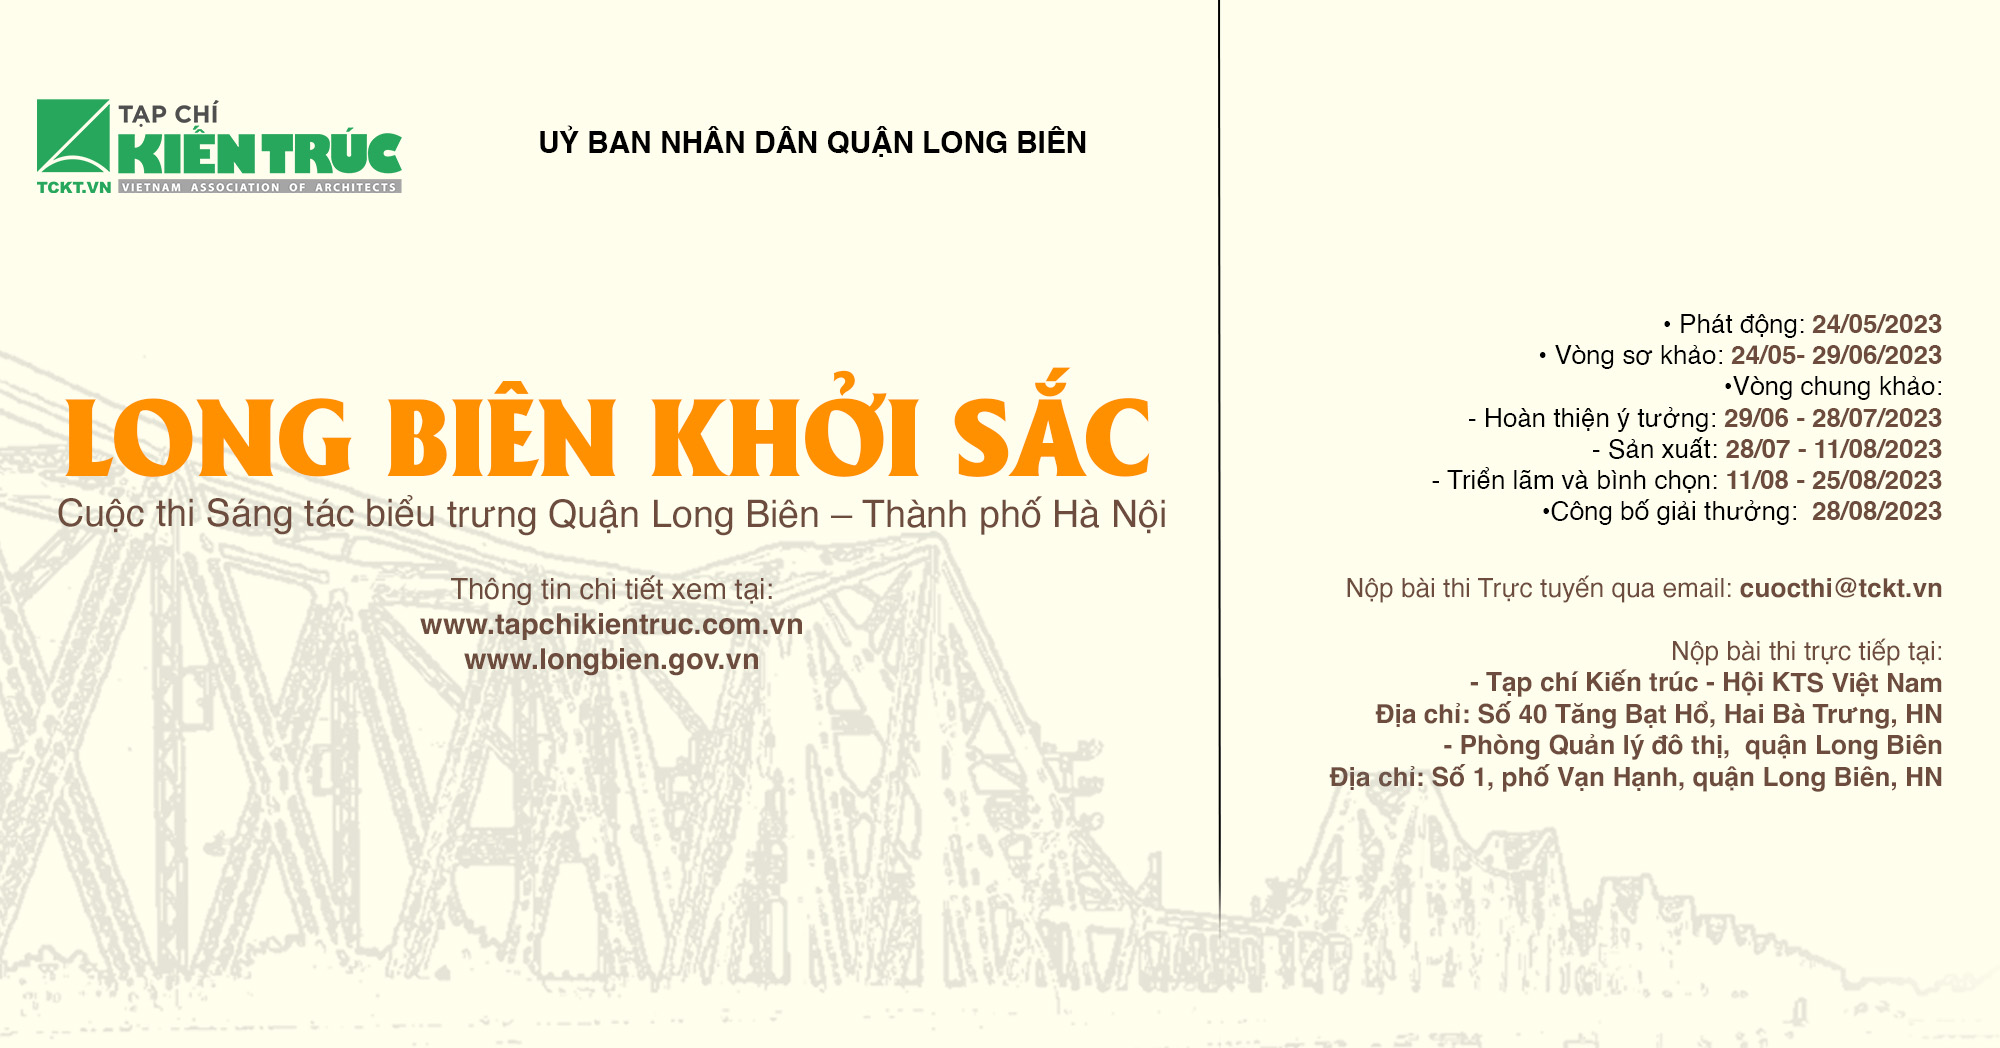 TẠP CHÍ
KIẾN TRÚC
TCKT.VN
VIETNAM ASSOCIATION OF ARCHITECTS
UỶ BAN NHÂN DÂN QUẬN LONG BIÊN
LONG BIÊN KHỞI SẮC
Cuộc thi Sáng tác biểu trưng Quận Long Biên – Thành phố Hà Nội
Thông tin chi tiết xem tại:
www.tapchikientruc.com.vn
www.longbien.gov.vn
• Phát động: 24/05/2023
• Vòng sơ khảo: 24/05- 29/06/2023
•Vòng chung khảo:
- Hoàn thiện ý tưởng: 29/06 - 28/07/2023
- Sản xuất: 28/07 - 11/08/2023
- Triển lãm và bình chọn: 11/08 - 25/08/2023
•Công bố giải thưởng: 28/08/2023
Nộp bài thi Trực tuyến qua email: cuocthi@tckt.vn
Nộp bài thi trực tiếp tại:
- Tạp chí Kiến trúc - Hội KTS Việt Nam
Địa chỉ: Số 40 Tăng Bạt Hổ, Hai Bà Trưng, HN
- Phòng Quản lý đô thị, quận Long Biên
Địa chỉ: Số 1, phố Vạn Hạnh, quận Long Biên, HN